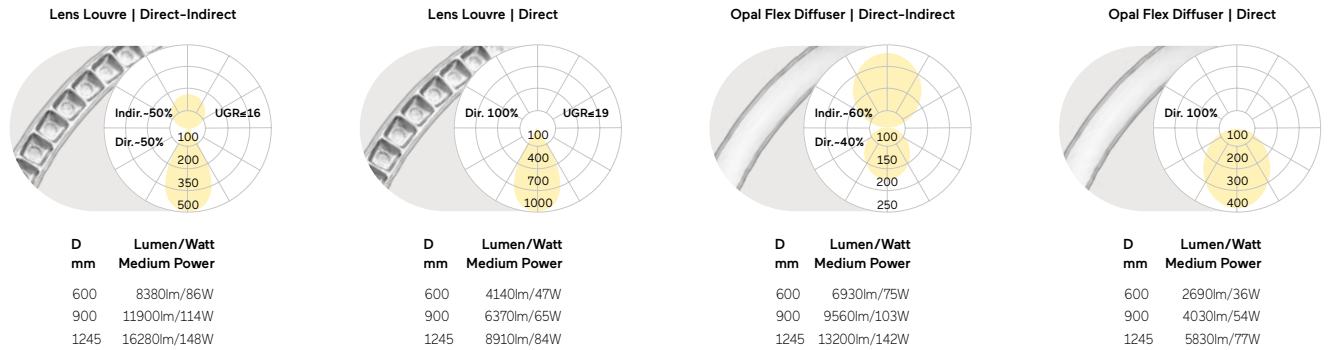 Lens Louvre | Direct-Indirect
Indir.~50%
UGR≤16
Dir.~50%
100
200
350
500
D Lumen/Watt
mm Medium Power
600 8380lm/86W
900 11900lm/114W
1245 16280lm/148W
Lens Louvre | Direct
Dir. 100%
UGR≤19
100
400
700
1000
D Lumen/Watt
mm Medium Power
600 4140lm/47W
900 6370lm/65W
1245 8910lm/84W
Opal Flex Diffuser | Direct-Indirect
Indir.~60%
Dir.~40%
100
150
200
250
D Lumen/Watt
mm Medium Power
600 6930lm/75W
900 9560lm/103W
1245 13200lm/142W
Opal Flex Diffuser | Direct
Dir. 100%
100
200
300
400
D Lumen/Watt
mm Medium Power
600 2690lm/36W
900 4030lm/54W
1245 5830lm/77W